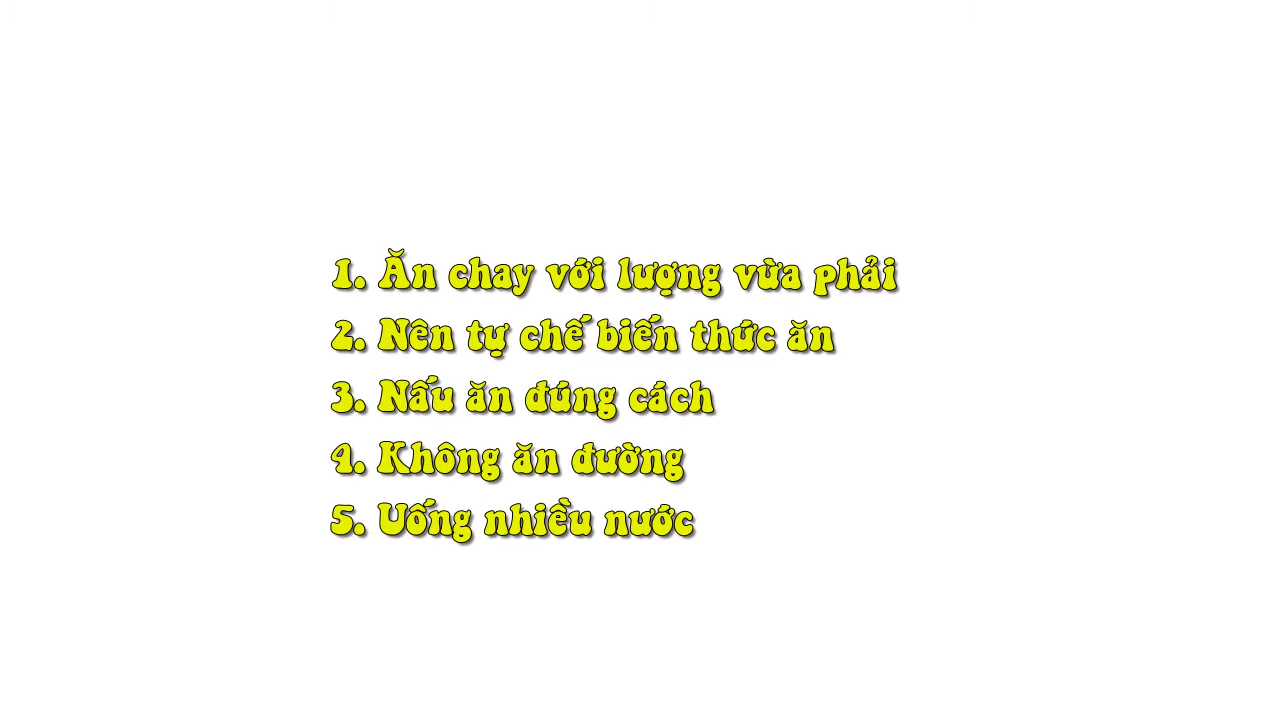 1. Ăn chay với lượng vừa phải
2. Nên tự chế biến thức ăn
3. Nấu ăn đúng cách
4. Không ăn đường
5. Uống nhiều nước